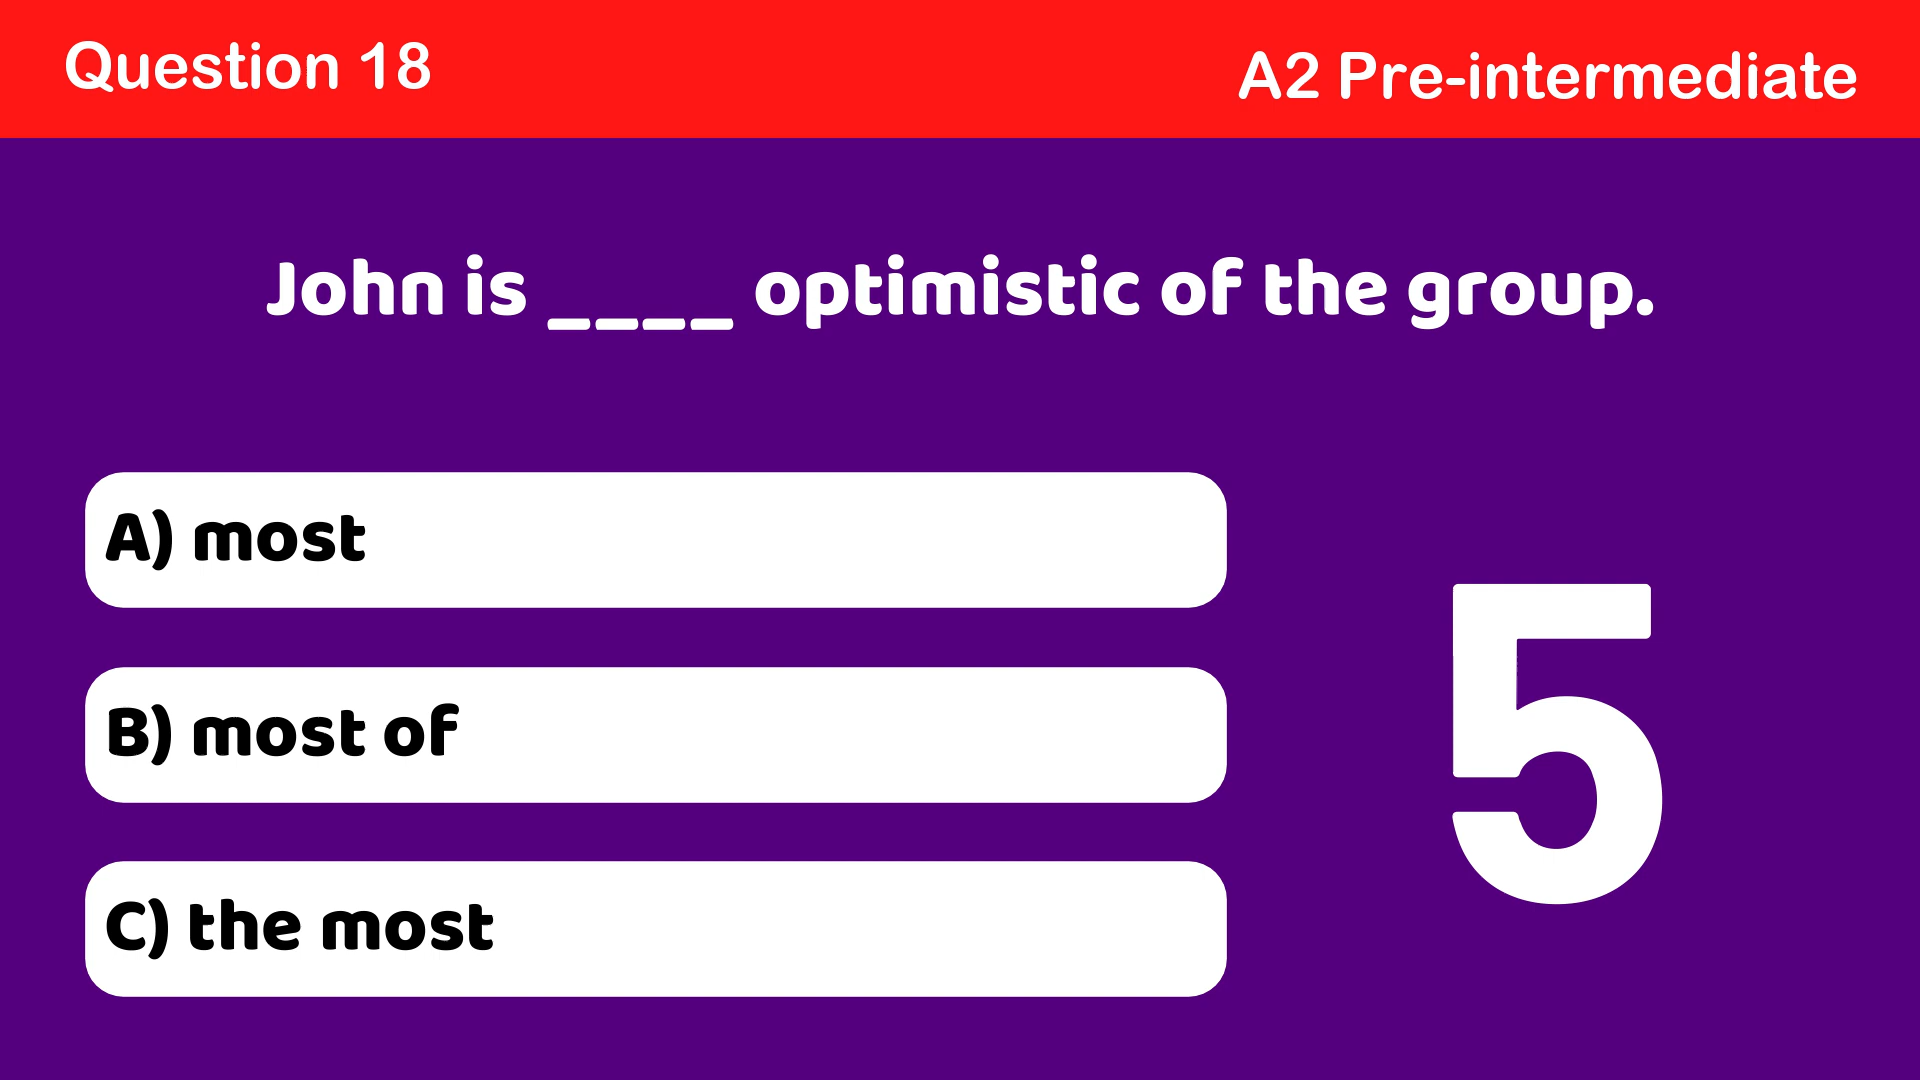 Question 18
A2 Pre-intermediate
John is ____ optimistic of the group.
A) most
B) most of
C) the most
5